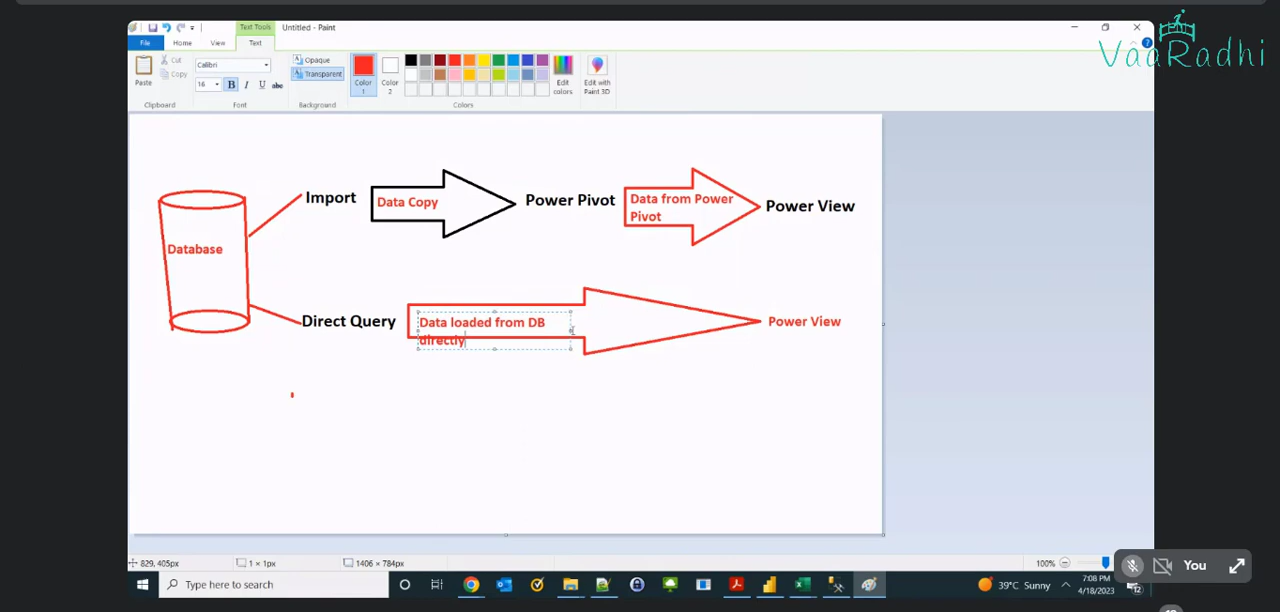 Text Tools
Untitled - Paint
File
Home
View
Text
Paste
Cut
Copy
Clipboard
Calibri
16
B
I
U
abc
Font
Opaque
Transparent
Background
Color
1
Color
2
Colors
Edit
colors
Edit with
Paint 3D
VâaRadhi
Database
Import
Data Copy
Power Pivot
Data from Power
Pivot
Power View
Direct Query
Data loaded from DB
directly
Power View
829, 405px
1 × 1px
1406 × 784px
100%
You
Type here to search
39°C Sunny
7:08 PM
4/18/2023
12